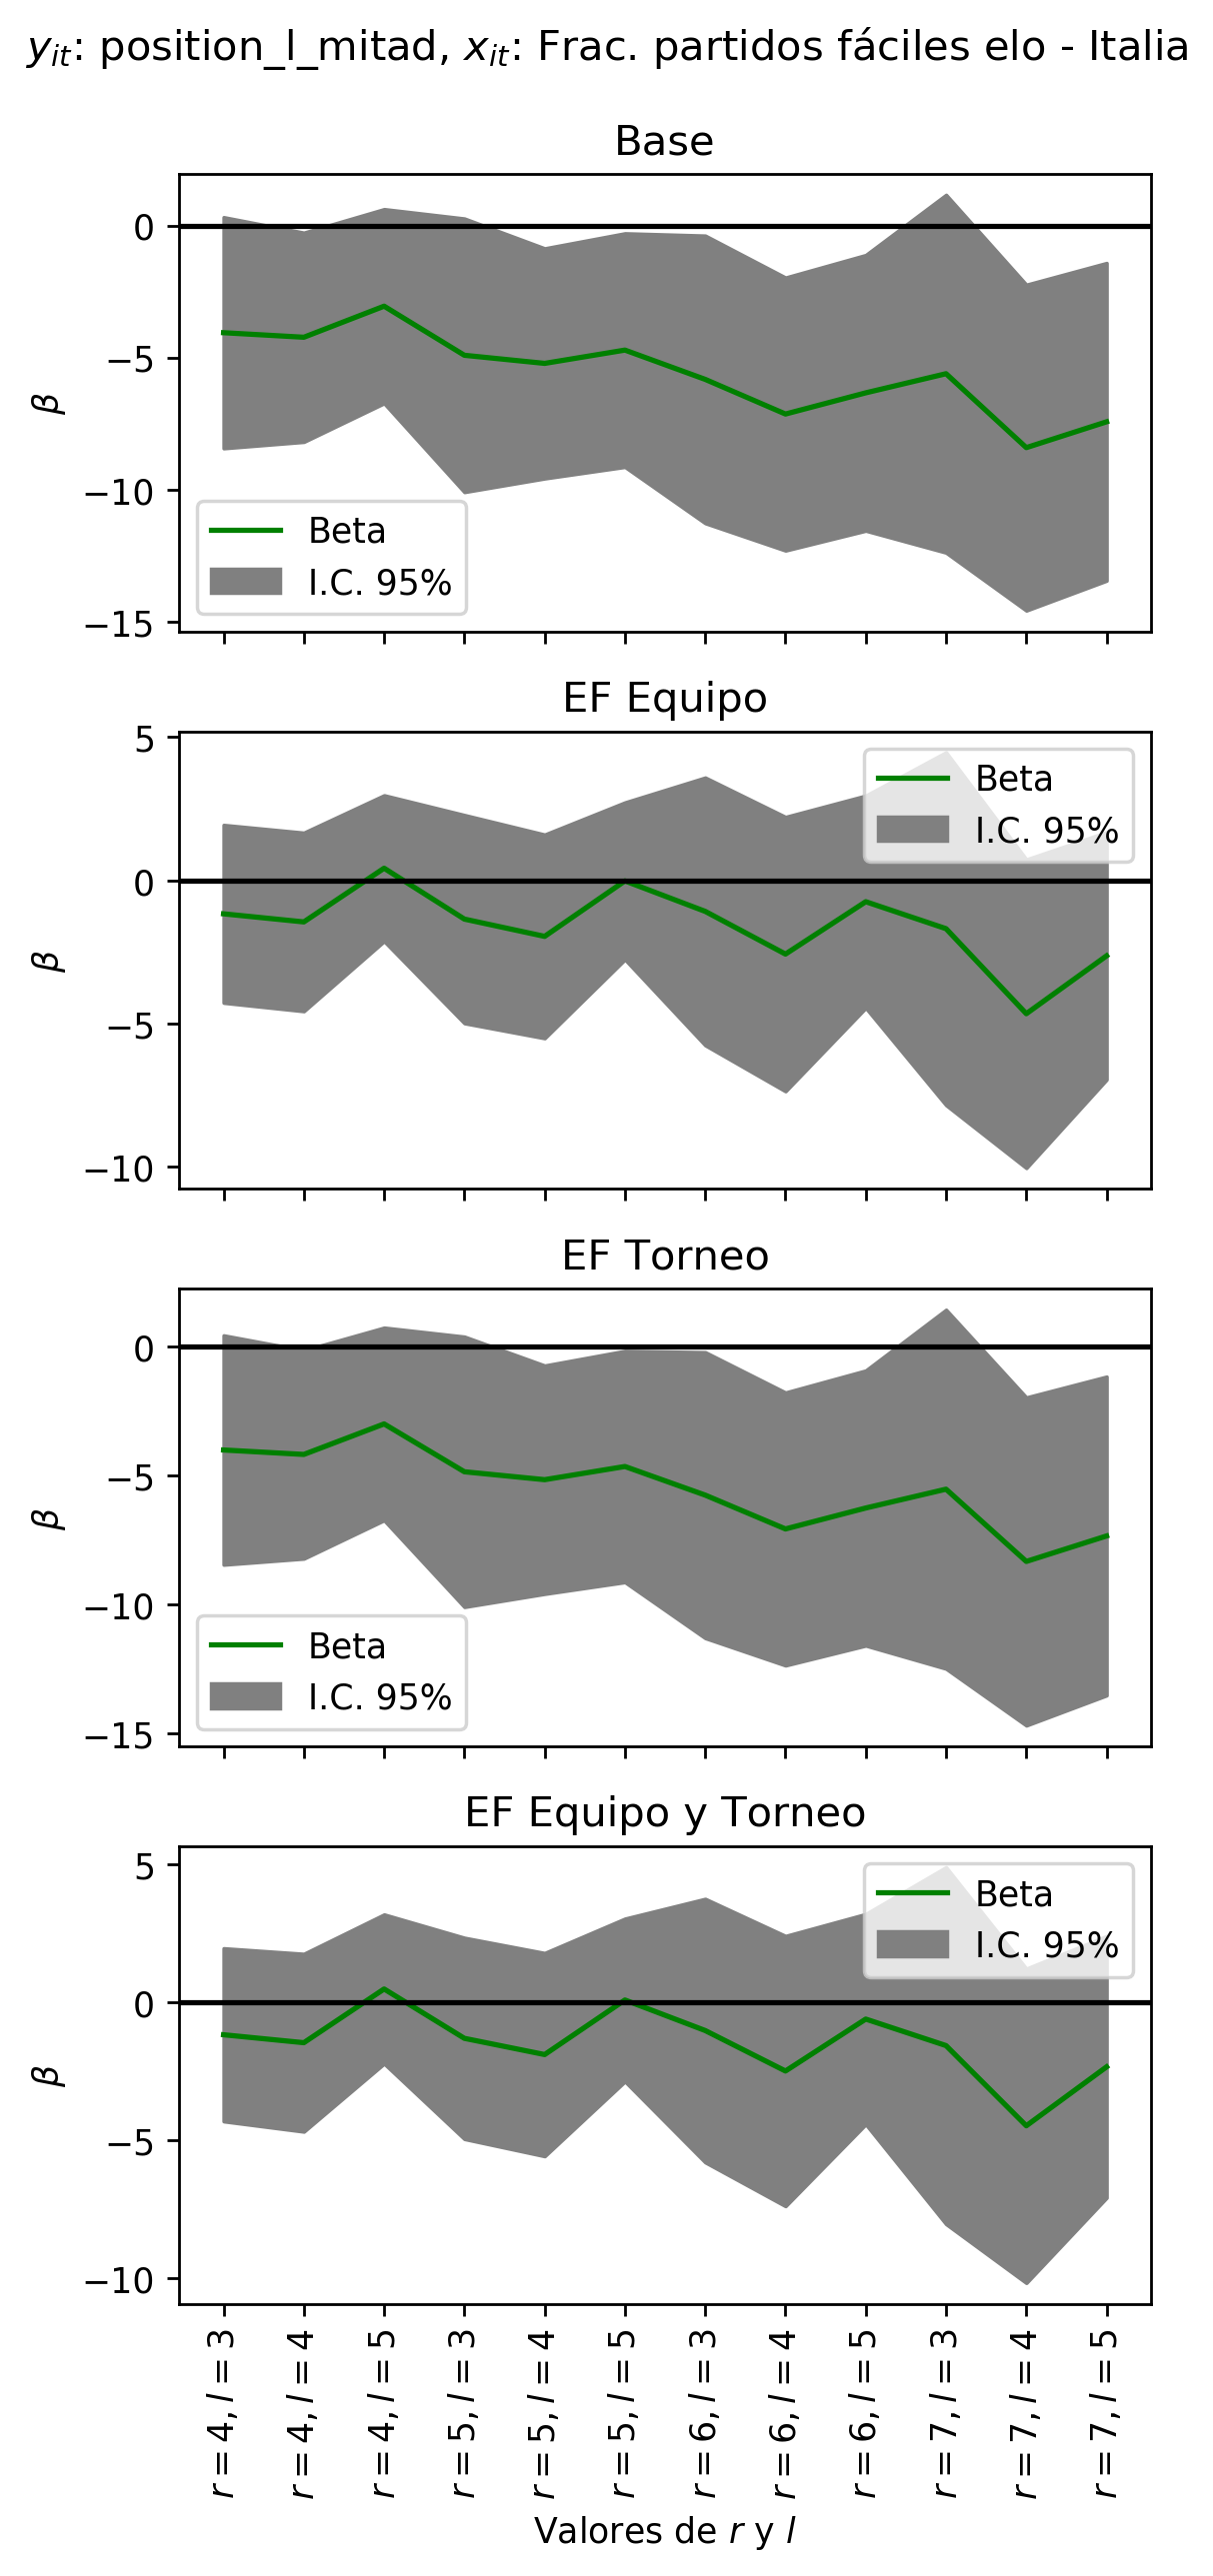 y_it: position_l_mitad, x_it: Frac. partidos fáciles elo - Italia
Base
0
−5
−10
−15
β
Beta
I.C. 95%
EF Equipo
5
0
−5
−10
β
Beta
I.C. 95%
EF Torneo
0
−5
−10
−15
β
Beta
I.C. 95%
EF Equipo y Torneo
5
0
−5
−10
β
Beta
I.C. 95%
r = 4, l = 3
r = 4, l = 4
r = 4, l = 5
r = 5, l = 3
r = 5, l = 4
r = 5, l = 5
r = 6, l = 3
r = 6, l = 4
r = 6, l = 5
r = 7, l = 3
r = 7, l = 4
r = 7, l = 5
Valores de r y l